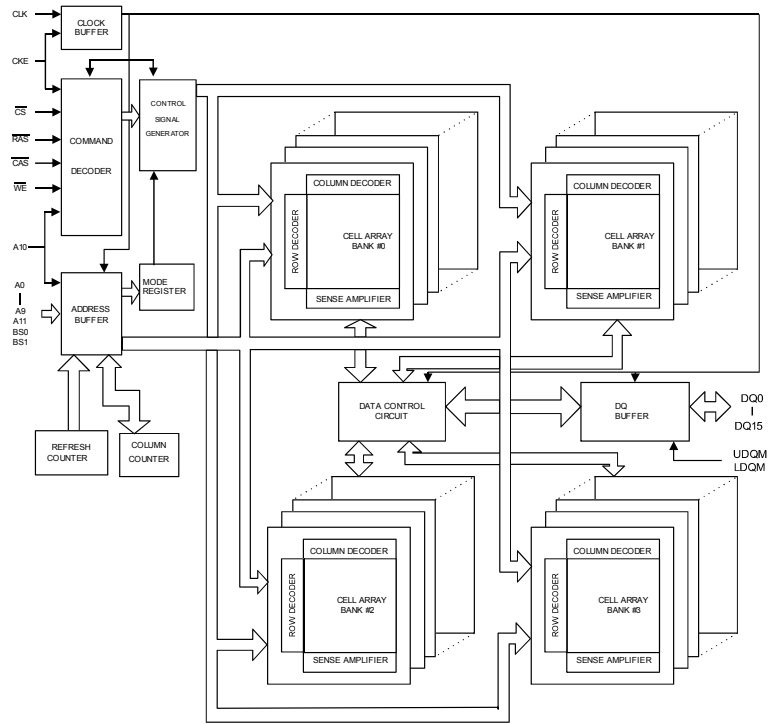 CLK
CLOCK
BUFFER
CKE
CS
RAS
CAS
WE
COMMAND
DECODER
CONTROL
SIGNAL
GENERATOR
A10
A0
A9
A11
BS0
BS1
ADDRESS
BUFFER
MODE
REGISTER
REFRESH
COUNTER
COLUMN
COUNTER
COLUMN DECODER
ROW DECODER
CELL ARRAY
BANK #0
SENSE AMPLIFIER
COLUMN DECODER
ROW DECODER
CELL ARRAY
BANK #1
SENSE AMPLIFIER
DATA CONTROL
CIRCUIT
DQ
BUFFER
DQ0
DQ15
UDQM
LDQM
COLUMN DECODER
ROW DECODER
CELL ARRAY
BANK #2
SENSE AMPLIFIER
COLUMN DECODER
ROW DECODER
CELL ARRAY
BANK #3
SENSE AMPLIFIER